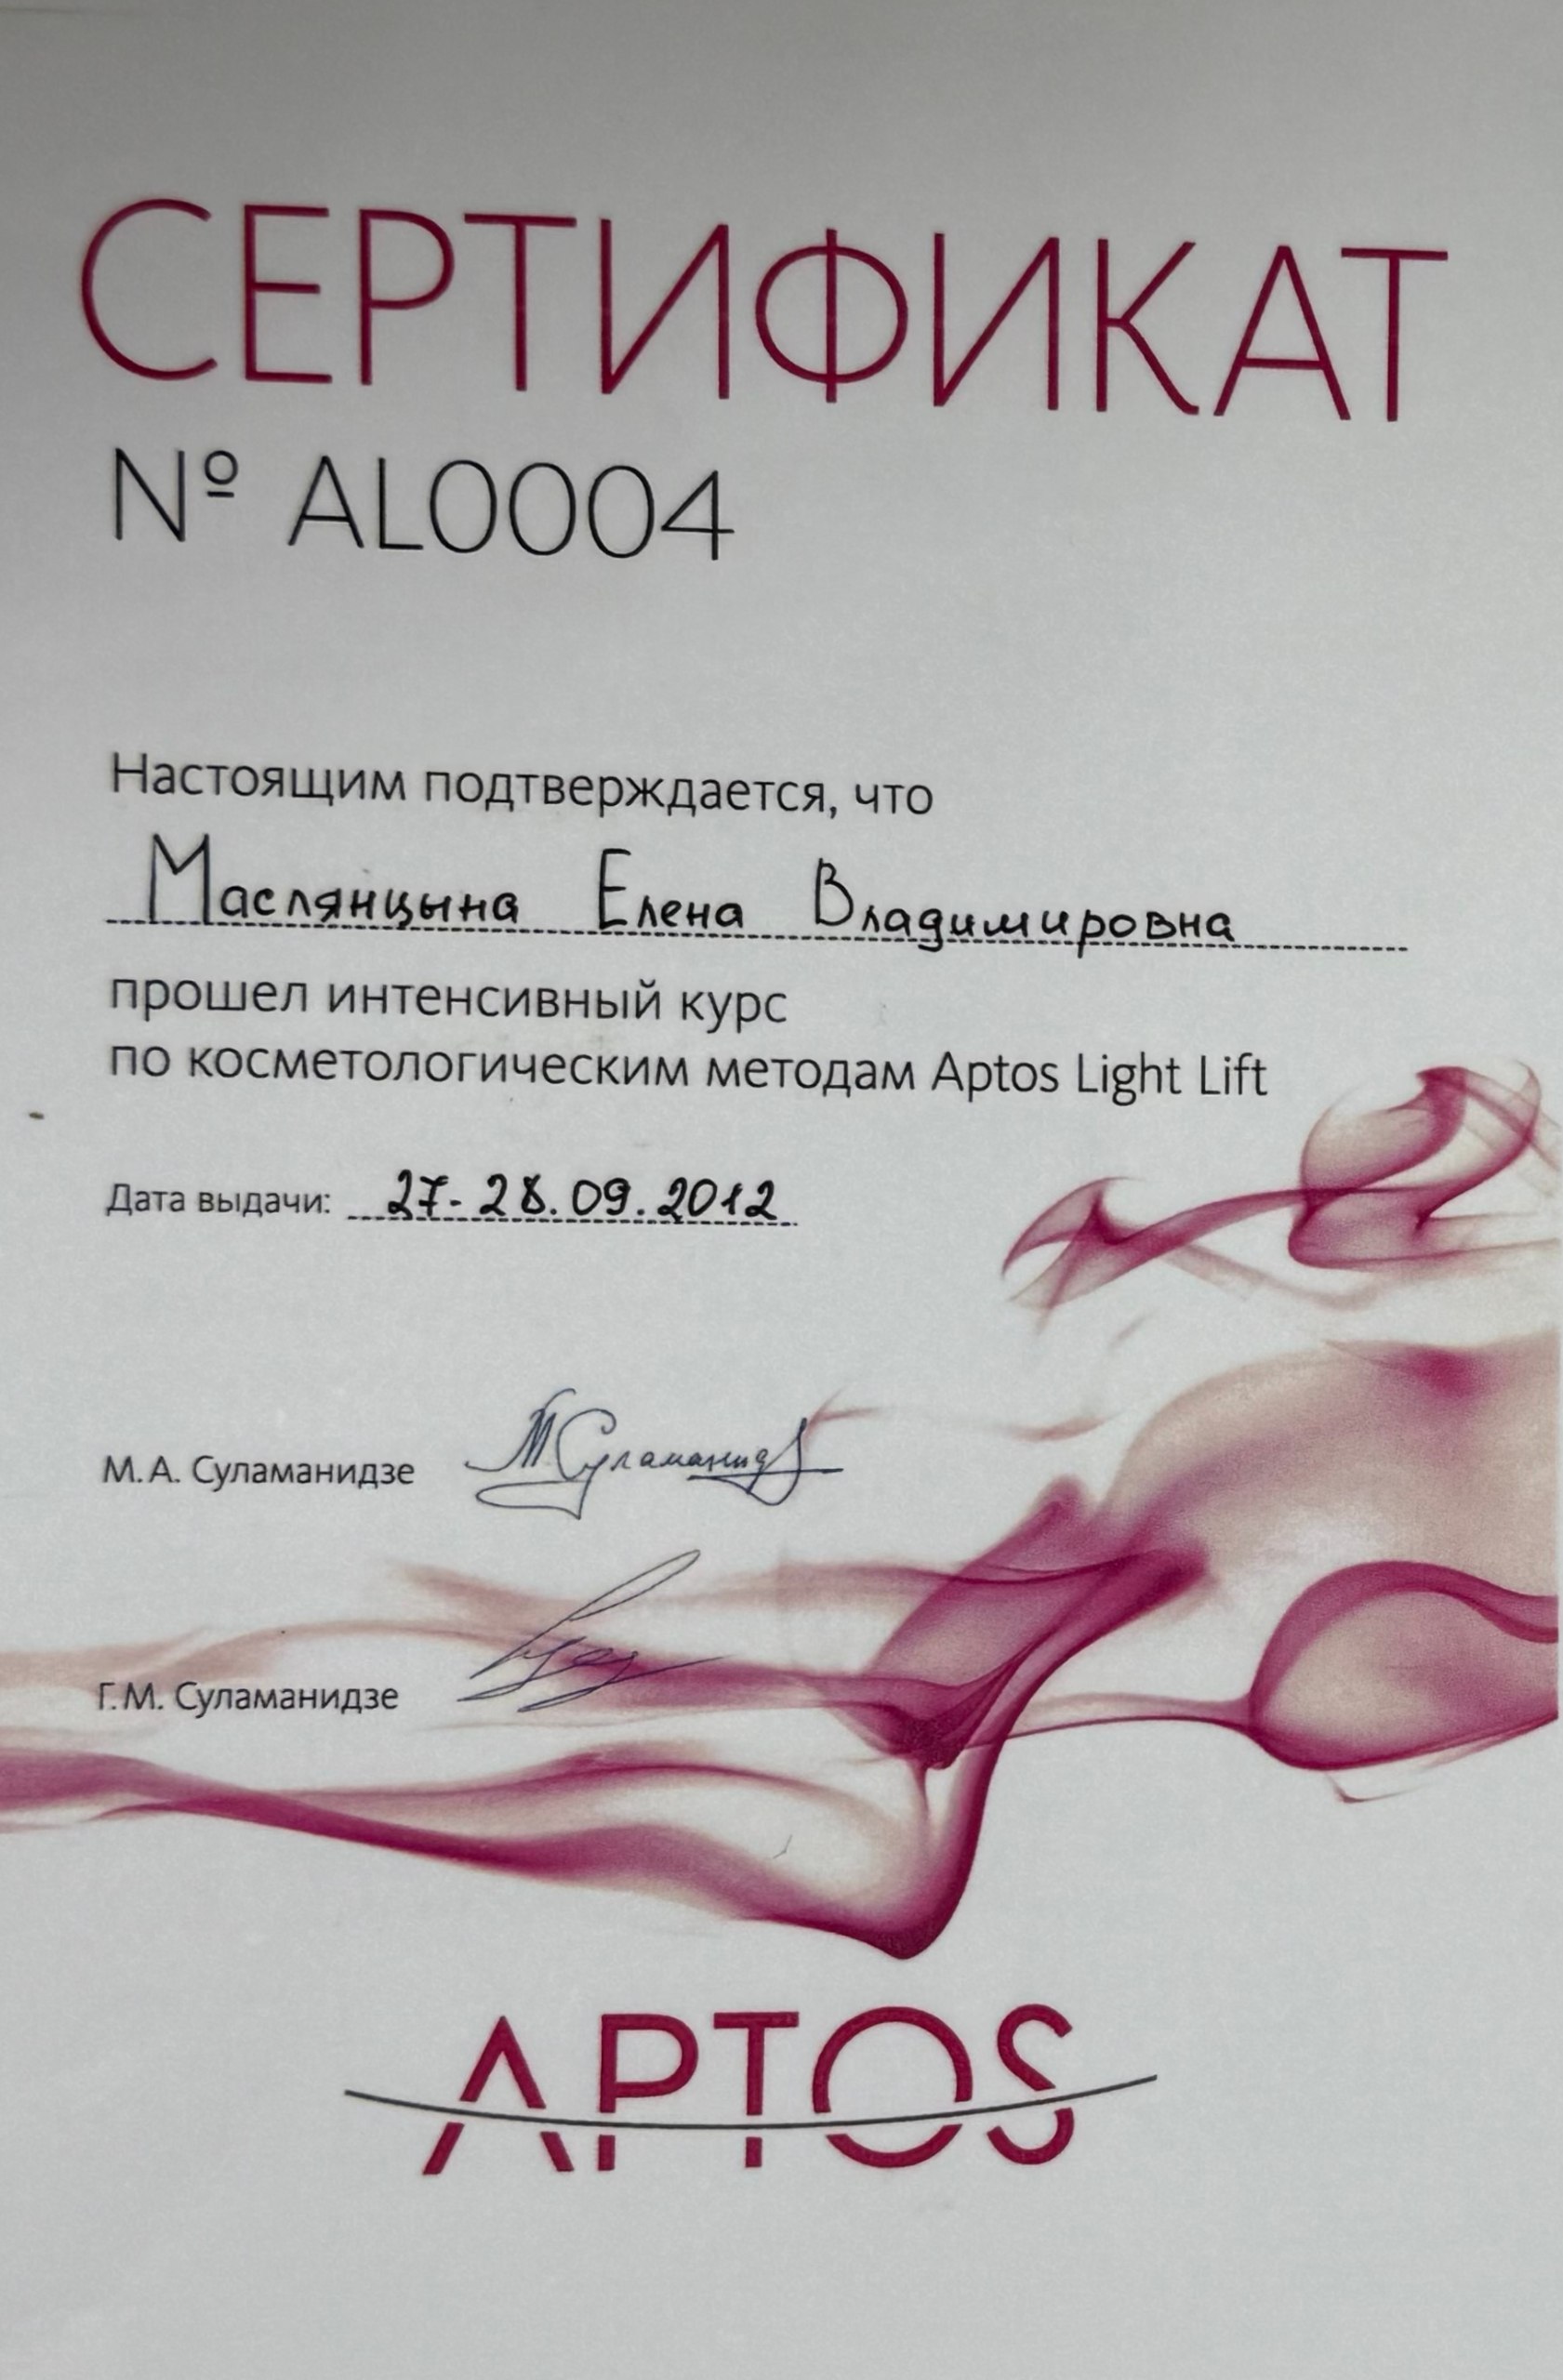 СЕРТИФИКАТ
№ AL0004
Настоящим подтверждается, что
Маслянцына Елена Владимировна
прошел интенсивный курс
по косметологическим методам Aptos Light Lift
Дата выдачи: 27-28.09.2012
М.А. Суламанидзе М Суламанидзе
Г.М. Суламанидзе
APTOS